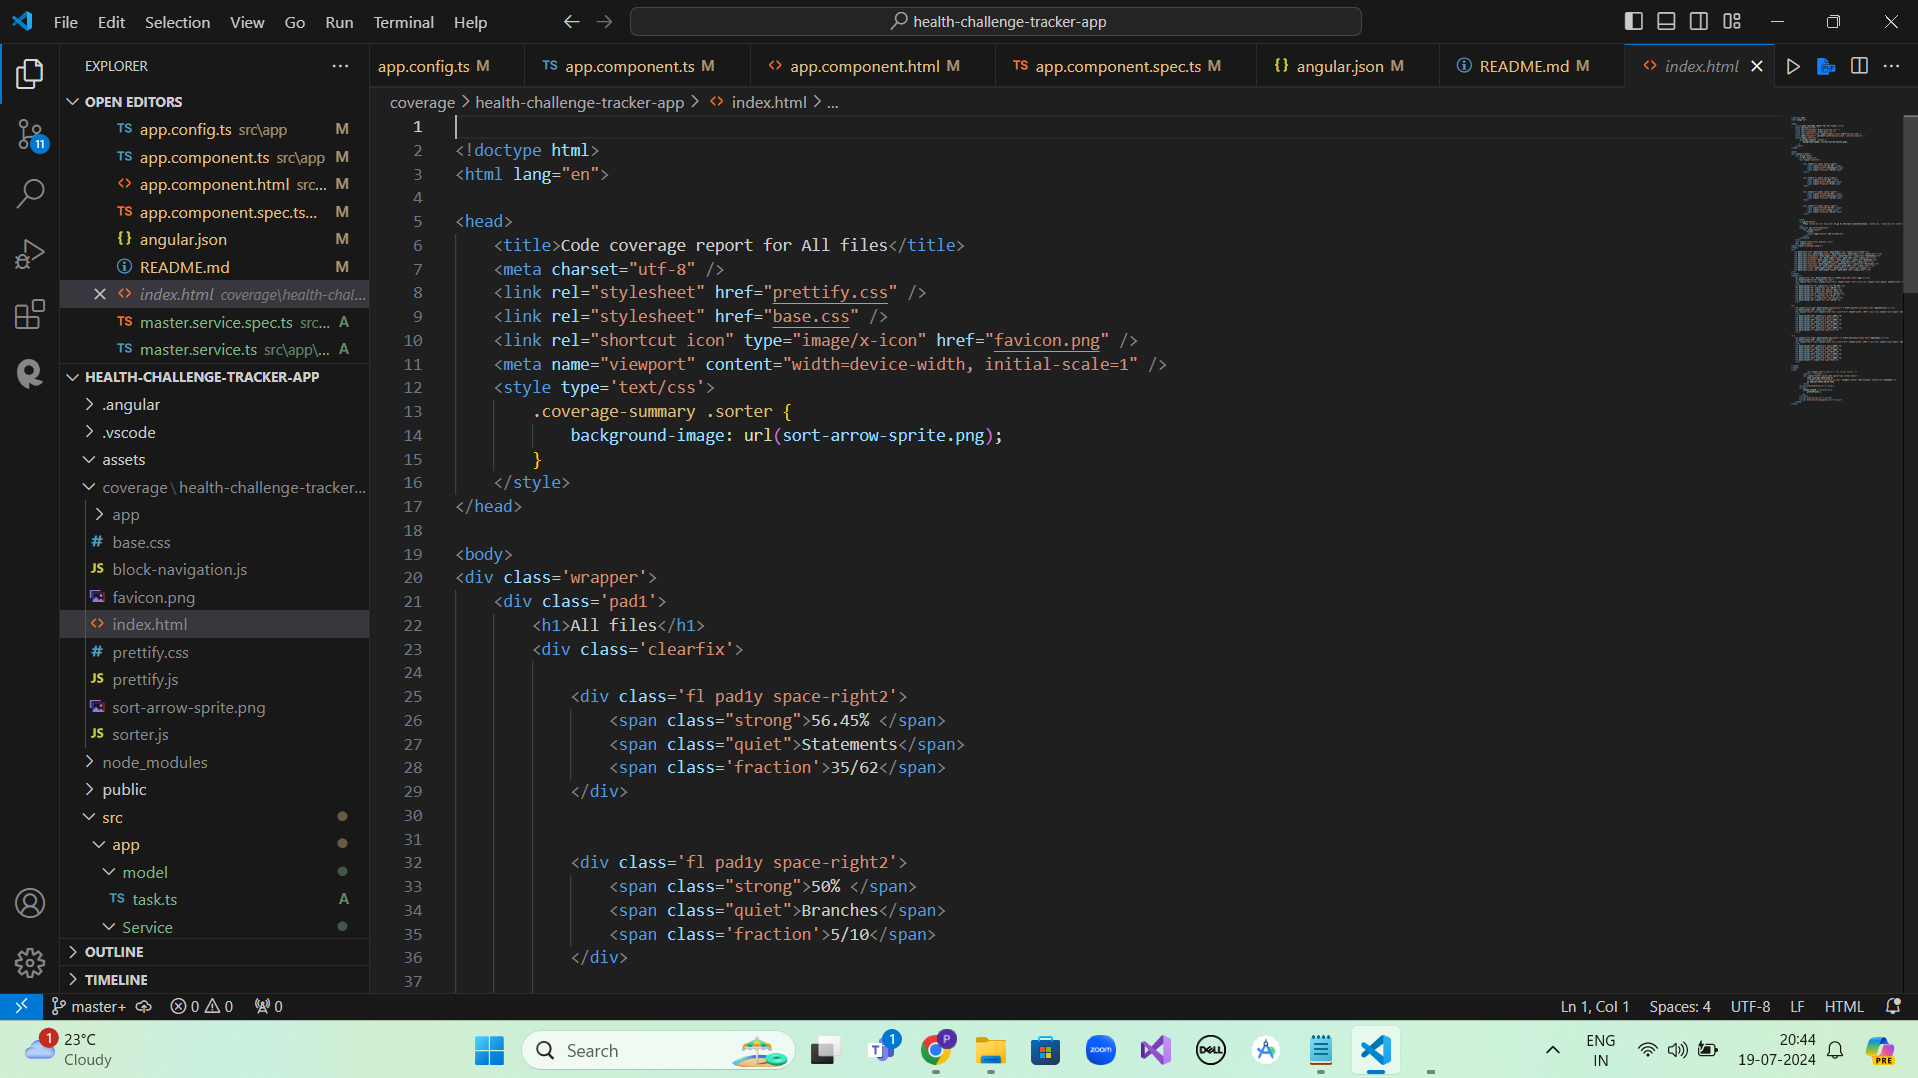 File Edit Selection View Go Run Terminal Help
health-challenge-tracker-app
EXPLORER
app.config.ts M
TS app.component.ts M
app.component.html M
TS app.component.spec.ts M
{} angular.json M
README.md M
index.html
coverage > health-challenge-tracker-app > index.html > ...
OPEN EDITORS
TS app.config.ts src\app M
TS app.component.ts src\app M
app.component.html src... M
TS app.component.spec.ts... M
{} angular.json M
README.md M
index.html coverage\health-chal...
TS master.service.spec.ts src... A
TS master.service.ts src\app\... A
HEALTH-CHALLENGE-TRACKER-APP
.angular
.vscode
assets
coverage\health-challenge-tracker...
app
# base.css
JS block-navigation.js
favicon.png
index.html
# prettify.css
JS prettify.js
sort-arrow-sprite.png
JS sorter.js
node_modules
public
src
app
model
TS task.ts A
Service
OUTLINE
TIMELINE
11
1
2 <!doctype html>
3 <html lang="en">
4
5 <head>
6 <title>Code coverage report for All files</title>
7 <meta charset="utf-8" />
8 <link rel="stylesheet" href="prettify.css" />
9 <link rel="stylesheet" href="base.css" />
10 <link rel="shortcut icon" type="image/x-icon" href="favicon.png" />
11 <meta name="viewport" content="width=device-width, initial-scale=1" />
12 <style type='text/css'>
13 .coverage-summary .sorter {
14 background-image: url(sort-arrow-sprite.png);
15 }
16 </style>
17 </head>
18
19 <body>
20 <div class='wrapper'>
21 <div class='pad1'>
22 <h1>All files</h1>
23 <div class='clearfix'>
24
25 <div class='fl pad1y space-right2'>
26 <span class="strong">56.45% </span>
27 <span class="quiet">Statements</span>
28 <span class='fraction'>35/62</span>
29 </div>
30
31
32 <div class='fl pad1y space-right2'>
33 <span class="strong">50% </span>
34 <span class="quiet">Branches</span>
35 <span class='fraction'>5/10</span>
36 </div>
37
master+ 0 0 0
Ln 1, Col 1 Spaces: 4 UTF-8 LF HTML
1 23°C
Cloudy
Search
T 1
P
zoom
DELL
ENG
IN
20:44
19-07-2024
PRE